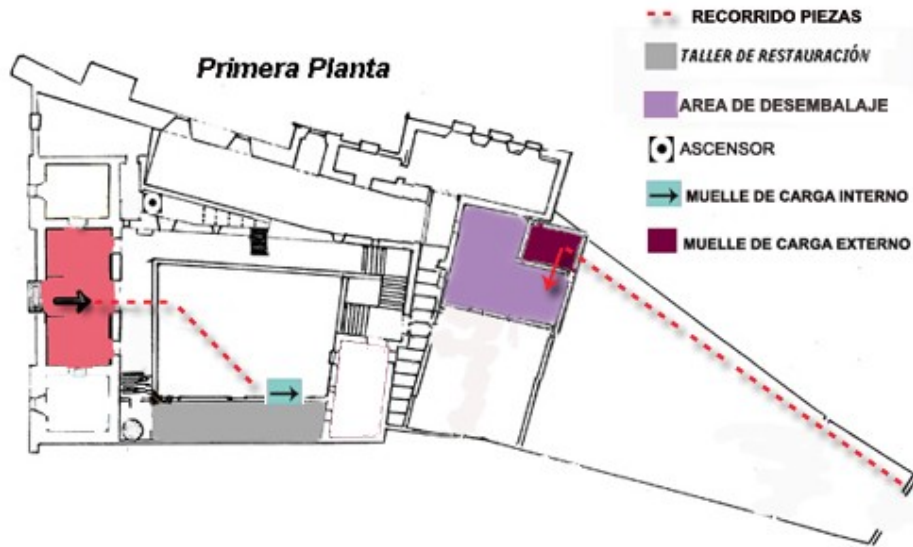 Primera Planta
RECORRIDO PIEZAS
TALLER DE RESTAURACIÓN
AREA DE DESEMBALAJE
ASCENSOR
MUELLE DE CARGA INTERNO
MUELLE DE CARGA EXTERNO